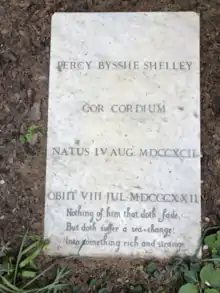 PERCY BYSSHE SHELLEY
COR CORDIUM
NATUS IV AUG. MDCCXCII
OBIIT VIII JUL. MDCCCXXII
Nothing of him that doth fade,
But doth suffer a sea-change
Into something rich and strange.